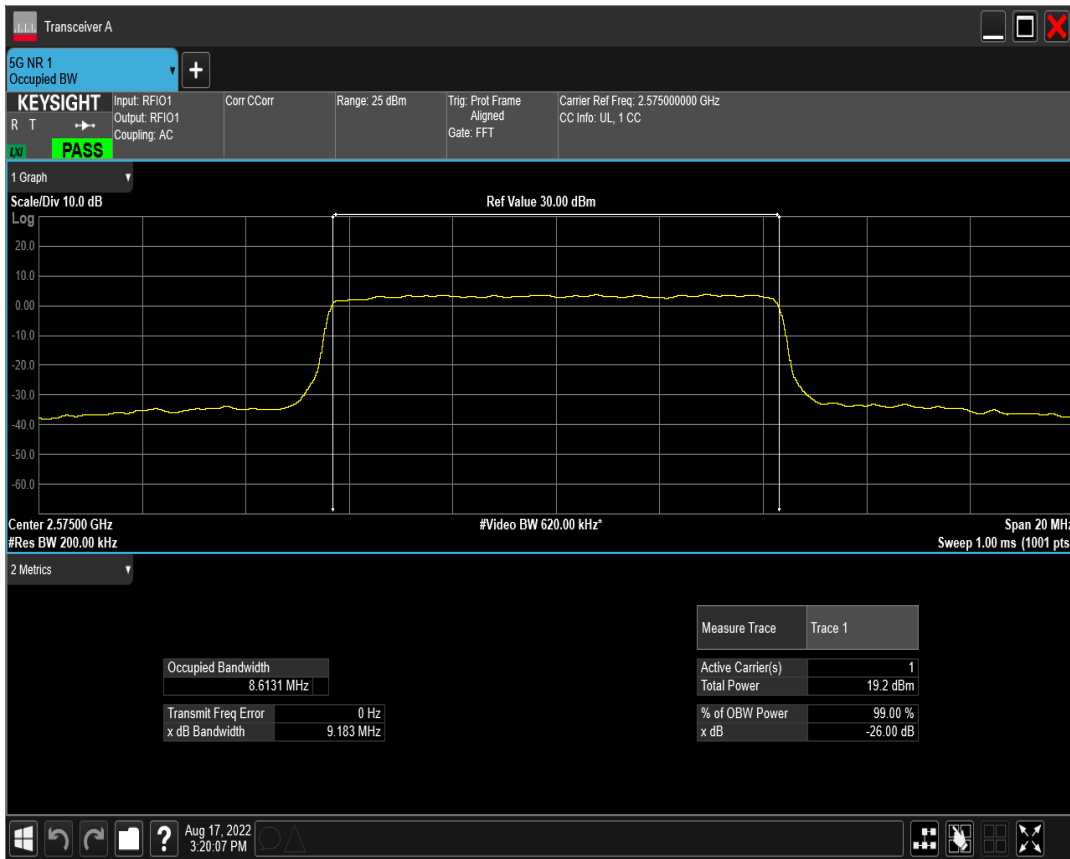 Transceiver A
5G NR 1
Occupied BW
+
KEYSIGHT
R T
LXI
PASS
Input: RFIO1
Output: RFIO1
Coupling: AC
Corr CCorr
Range: 25 dBm
Trig: Prot Frame
Aligned
Gate: FFT
Carrier Ref Freq: 2.575000000 GHz
CC Info: UL, 1 CC
1 Graph
Scale/Div 10.0 dB
Ref Value 30.00 dBm
Log
20.0
10.0
0.00
-10.0
-20.0
-30.0
-40.0
-50.0
-60.0
Center 2.57500 GHz
#Video BW 620.00 kHz*
Span 20 MHz
#Res BW 200.00 kHz
Sweep 1.00 ms (1001 pts
2 Metrics
Measure Trace Trace 1
Occupied Bandwidth
8.6131 MHz
Active Carrier(s) 1
Total Power 19.2 dBm
Transmit Freq Error 0 Hz
x dB Bandwidth 9.183 MHz
% of OBW Power 99.00 %
x dB -26.00 dB
?
Aug 17, 2022
3:20:07 PM